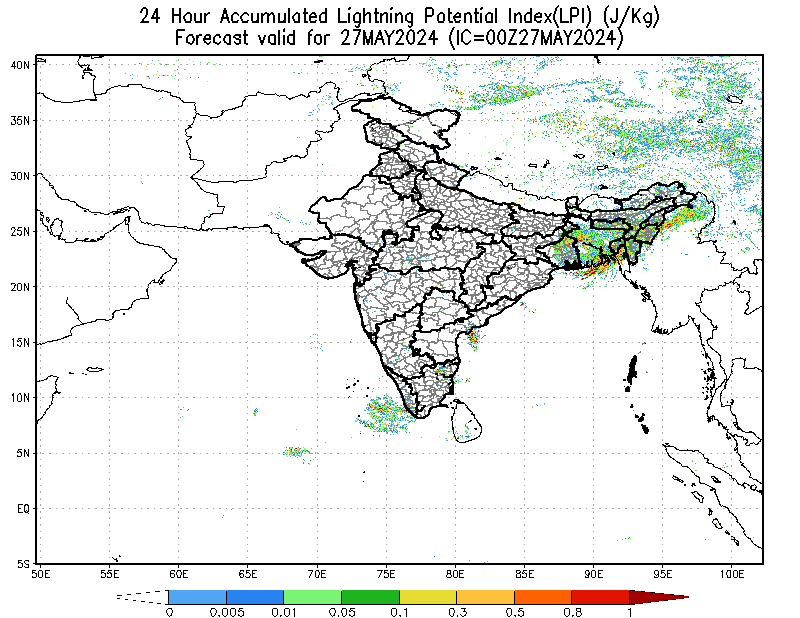 24 Hour Accumulated Lightning Potential Index(LPI) (J/Kg)
Forecast valid for 27MAY2024 (IC=00Z27MAY2024)
40N
35N
30N
25N
20N
15N
10N
5N
EQ
5S
50E 55E 60E 65E 70E 75E 80E 85E 90E 95E 100E
0 0.005 0.01 0.05 0.1 0.3 0.5 0.8 1